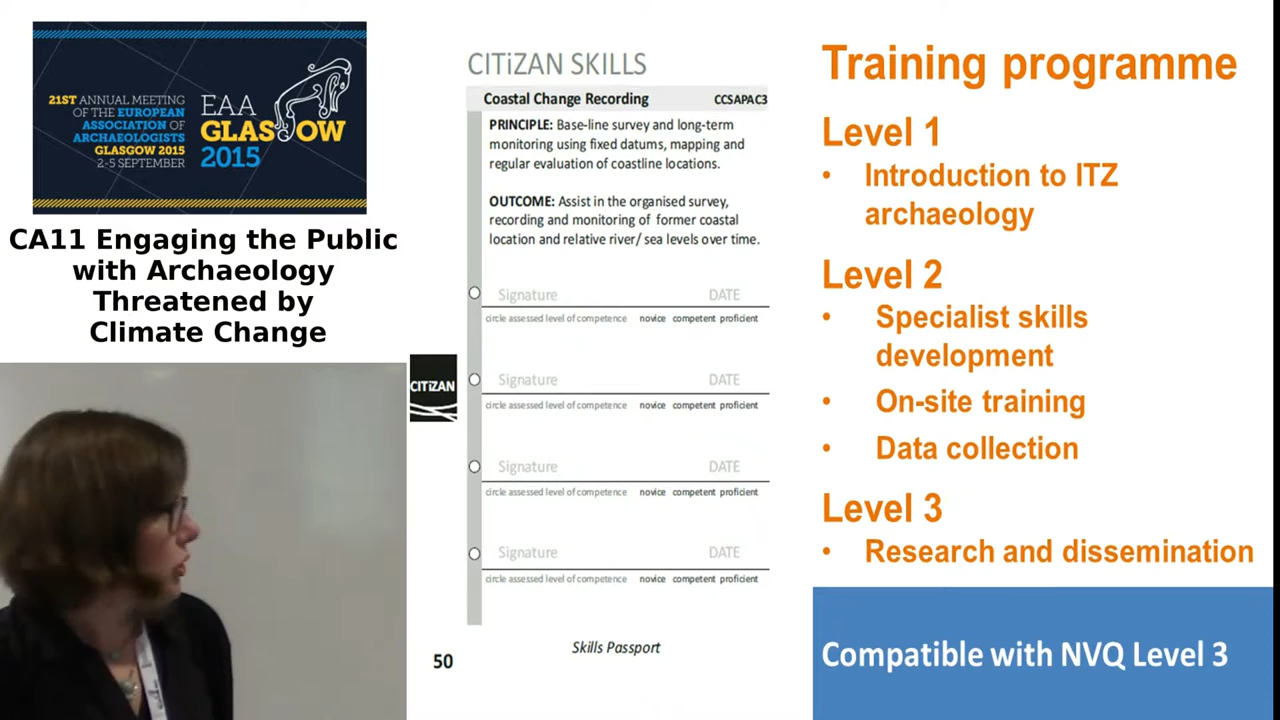 21ST ANNUAL MEETING
OF THE EUROPEAN
ASSOCIATION OF
ARCHAEOLOGISTS
GLASGOW 2015
2-5 SEPTEMBER
EAA
GLASGOW
2015
CA11 Engaging the Public
with Archaeology
Threatened by
Climate Change
CITiZAN SKILLS
Coastal Change Recording CCSAPAC3
PRINCIPLE: Base-line survey and long-term
monitoring using fixed datums, mapping and
regular evaluation of coastline locations.
OUTCOME: Assist in the organised survey,
recording and monitoring of former coastal
location and relative river/ sea levels over time.
Signature DATE
circle assessed level of competence novice competent proficient
Signature DATE
circle assessed level of competence novice competent proficient
Signature DATE
circle assessed level of competence novice competent proficient
Signature DATE
circle assessed level of competence novice competent proficient
CITiZAN
50
Skills Passport
Training programme
Level 1
• Introduction to ITZ
archaeology
Level 2
• Specialist skills
development
• On-site training
• Data collection
Level 3
• Research and dissemination
Compatible with NVQ Level 3